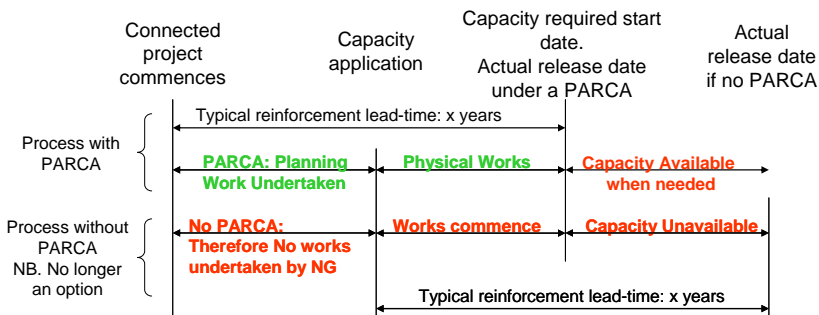 Connected
project
commences
Capacity
application
Capacity required start
date.
Actual release date
under a PARCA
Actual
release date
if no PARCA
Typical reinforcement lead-time: x years
Process with
PARCA
PARCA: Planning
Work Undertaken
Physical Works
Capacity Available
when needed
Process without
PARCA
NB. No longer
an option
No PARCA:
Therefore No works
undertaken by NG
Works commence
Capacity Unavailable
Typical reinforcement lead-time: x years